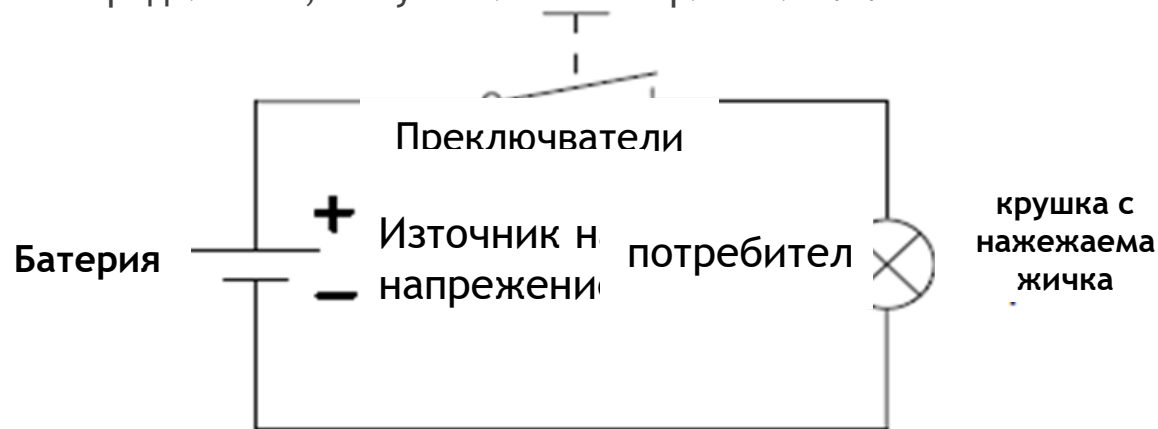 Преключватели
Източник
напрежени
потребител
Батерия
крушка с
нажежаема
жичка